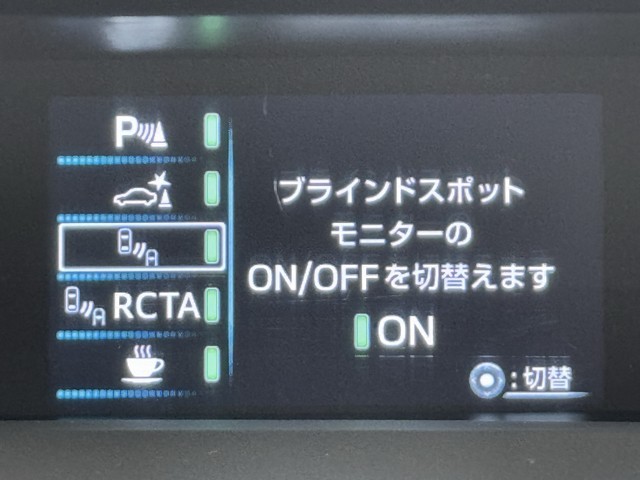 P
RCTA
ブラインドスポット
モニターの
ON/OFFを切替えます
ON
:切替